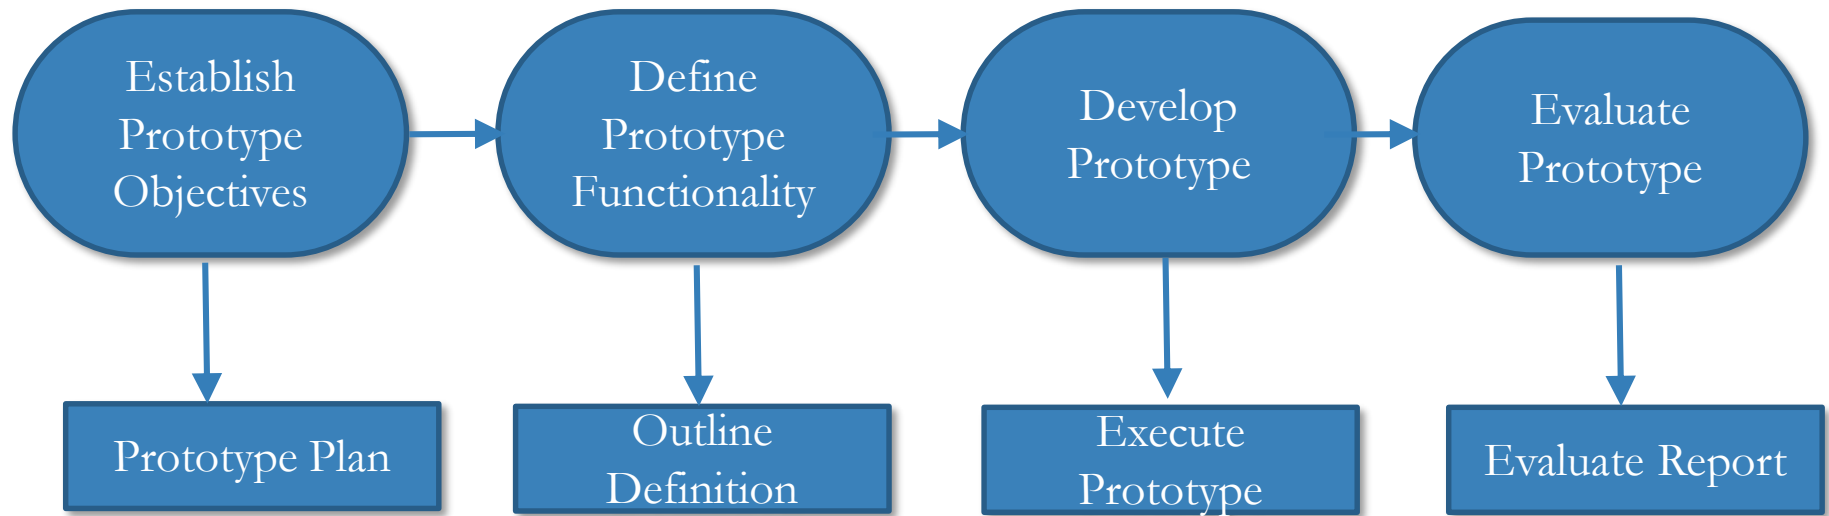 Establish
Prototype
Objectives
Define
Prototype
Functionality
Develop
Prototype
Evaluate
Prototype
Prototype Plan
Outline
Definition
Execute
Prototype
Evaluate Report